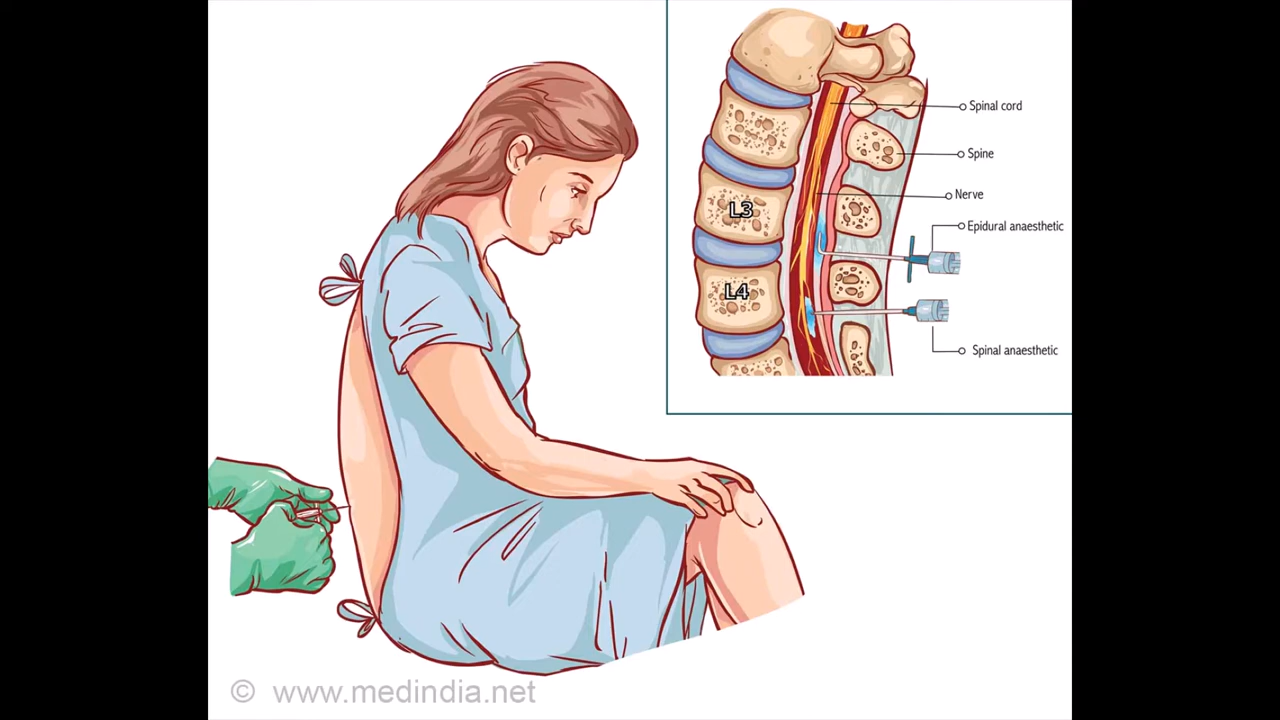 Spinal cord
Spine
Nerve
L3
Epidural anaesthetic
L4
Spinal anaesthetic
© www.medindia.net